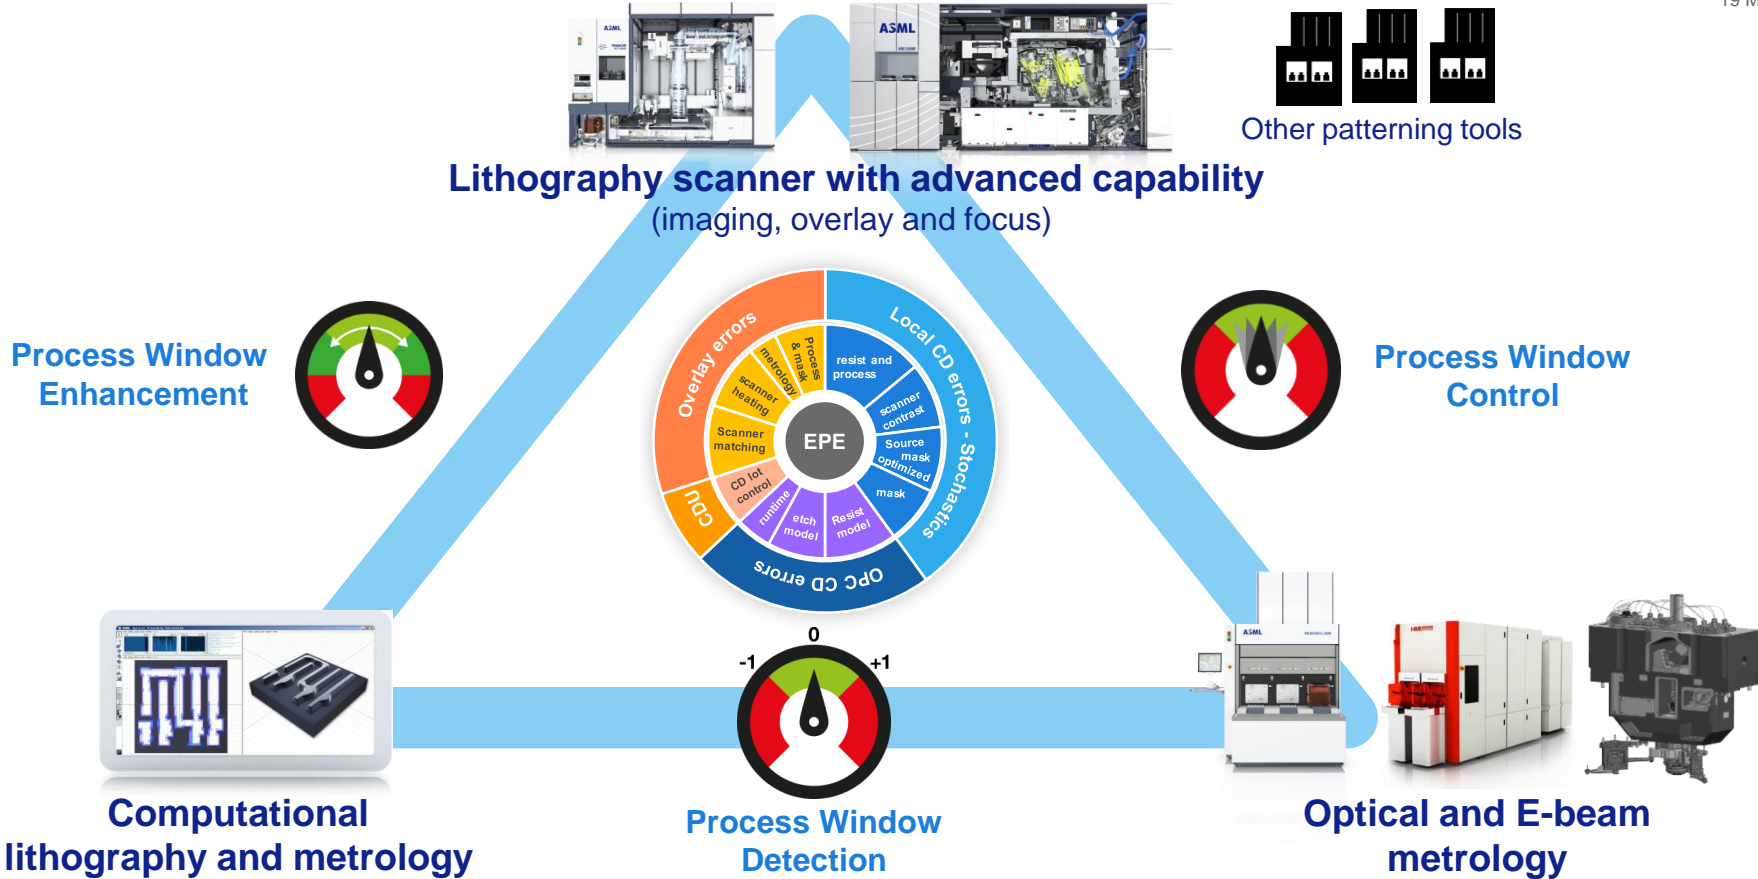 19 M
ASML
ASML
Other patterning tools
Lithography scanner with advanced capability
(imaging, overlay and focus)
Process Window
Enhancement
Process Window
Control
Overlay errors
Local CD errors - Stochastics
OPC CD errors
CDU
EPE
Process
& mask
metrology
scanner
heating
Scanner
matching
CD lot
control
runtime
etch
model
Resist
model
mask
Source
mask
optimized
scanner
contrast
resist and
process
-1
0
+1
Process Window
Detection
ASML
HMI
Computational
lithography and metrology
Optical and E-beam
metrology